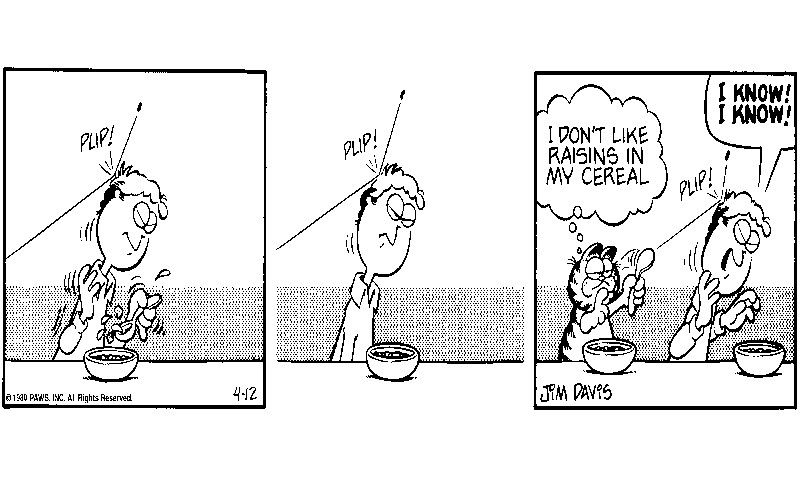 PLIP!
©1980 PAWS, INC. All Rights Reserved.
4-12
PLIP!
I DON'T LIKE
RAISINS IN
MY CEREAL
I KNOW!
I KNOW!
PLIP!
JIM DAVIS